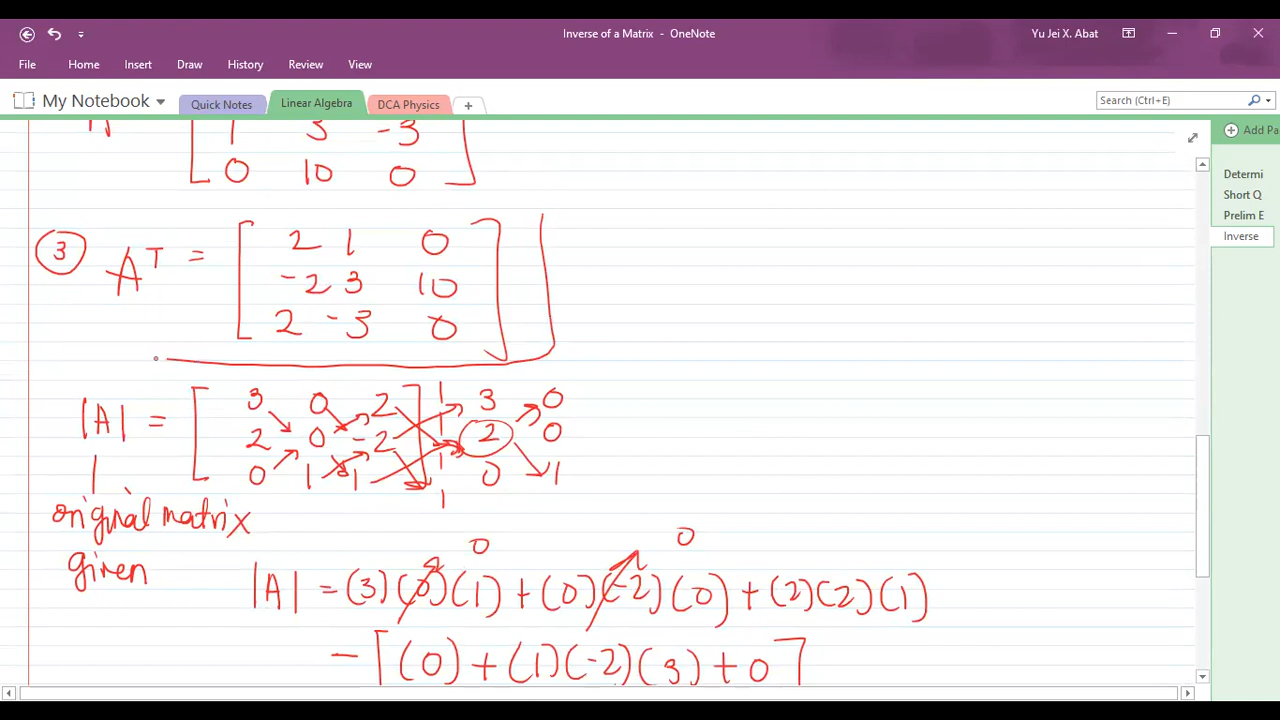 Inverse of a Matrix - OneNote
Yu Jei X. Abat
File Home Insert Draw History Review View
My Notebook Quick Notes Linear Algebra DCA Physics +
Search (Ctrl+E)
Add Pa
Determi
Short Q
Prelim E
Inverse
1 3 -3
0 10 0
3 A^T = [ 2 1 0
-2 3 10
2 -3 0 ]
|A| = [ 3 0 2 ] 3 0
2 0 -2 2 0
0 1 1 0 1
original matrix
given
0 0
|A| = (3)(0)(1) + (0)(-2)(0) + (2)(2)(1)
- [(0) + (1)(-2)(3) + 0]